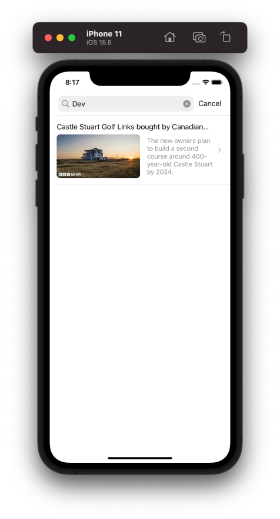 iPhone 11
iOS 15.5
8:17
Dev
Cancel
Castle Stuart Golf Links bought by Canadian...
The new owners plan
to build a second
course around 400-
year-old Castle Stuart
by 2024.
BBC NEWS